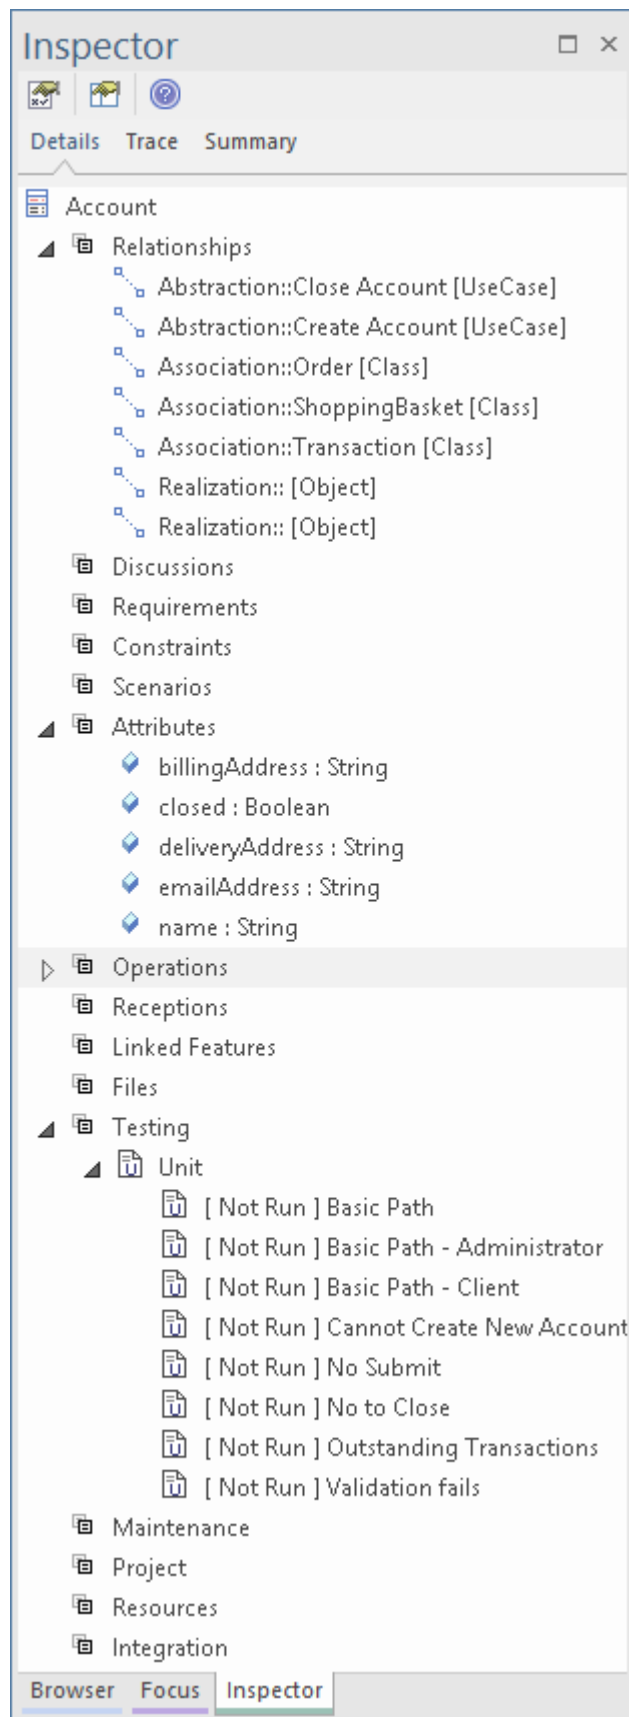 Inspector
Details Trace Summary
Account
Relationships
Abstraction::Close Account [UseCase]
Abstraction::Create Account [UseCase]
Association::Order [Class]
Association::ShoppingBasket [Class]
Association::Transaction [Class]
Realization:: [Object]
Realization:: [Object]
Discussions
Requirements
Constraints
Scenarios
Attributes
billingAddress : String
closed : Boolean
deliveryAddress : String
emailAddress : String
name : String
Operations
Receptions
Linked Features
Files
Testing
Unit
[ Not Run ] Basic Path
[ Not Run ] Basic Path - Administrator
[ Not Run ] Basic Path - Client
[ Not Run ] Cannot Create New Account
[ Not Run ] No Submit
[ Not Run ] No to Close
[ Not Run ] Outstanding Transactions
[ Not Run ] Validation fails
Maintenance
Project
Resources
Integration
Browser Focus Inspector